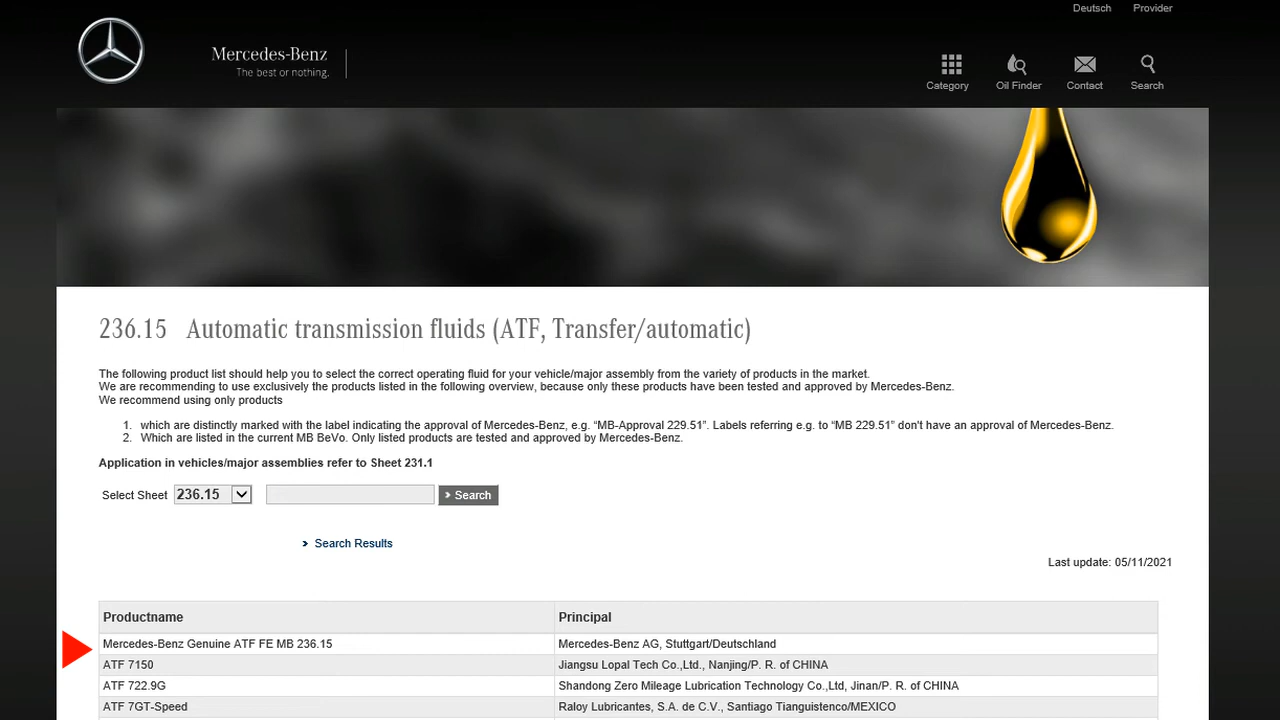 Deutsch Provider
Mercedes-Benz
The best or nothing.
Category Oil Finder Contact Search
236.15 Automatic transmission fluids (ATF, Transfer/automatic)
The following product list should help you to select the correct operating fluid for your vehicle/major assembly from the variety of products in the market.
We are recommending to use exclusively the products listed in the following overview, because only these products have been tested and approved by Mercedes-Benz.
We recommend using only products
1. which are distinctly marked with the label indicating the approval of Mercedes-Benz, e.g. “MB-Approval 229.51”. Labels referring e.g. to “MB 229.51” don't have an approval of Mercedes-Benz.
2. Which are listed in the current MB BeVo. Only listed products are tested and approved by Mercedes-Benz.
Application in vehicles/major assemblies refer to Sheet 231.1
Select Sheet 236.15 Search
Search Results
Last update: 05/11/2021
Productname Principal
Mercedes-Benz Genuine ATF FE MB 236.15 Mercedes-Benz AG, Stuttgart/Deutschland
ATF 7150 Jiangsu Lopal Tech Co.,Ltd., Nanjing/P. R. of CHINA
ATF 722.9G Shandong Zero Mileage Lubrication Technology Co.,Ltd, Jinan/P. R. of CHINA
ATF 7GT-Speed Raloy Lubricantes, S.A. de C.V., Santiago Tianguistenco/MEXICO